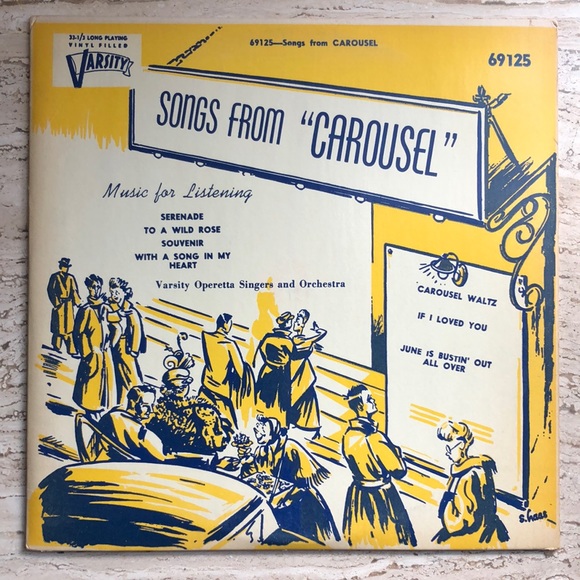 33-1/3 LONG PLAYING
VINYL FILLED
VARSITY
69125—Songs from CAROUSEL
69125
SONGS FROM "CAROUSEL"
Music for Listening
SERENADE
TO A WILD ROSE
SOUVENIR
WITH A SONG IN MY
HEART
Varsity Operetta Singers and Orchestra
CAROUSEL WALTZ
IF I LOVED YOU
JUNE IS BUSTIN' OUT
ALL OVER
S. Haas